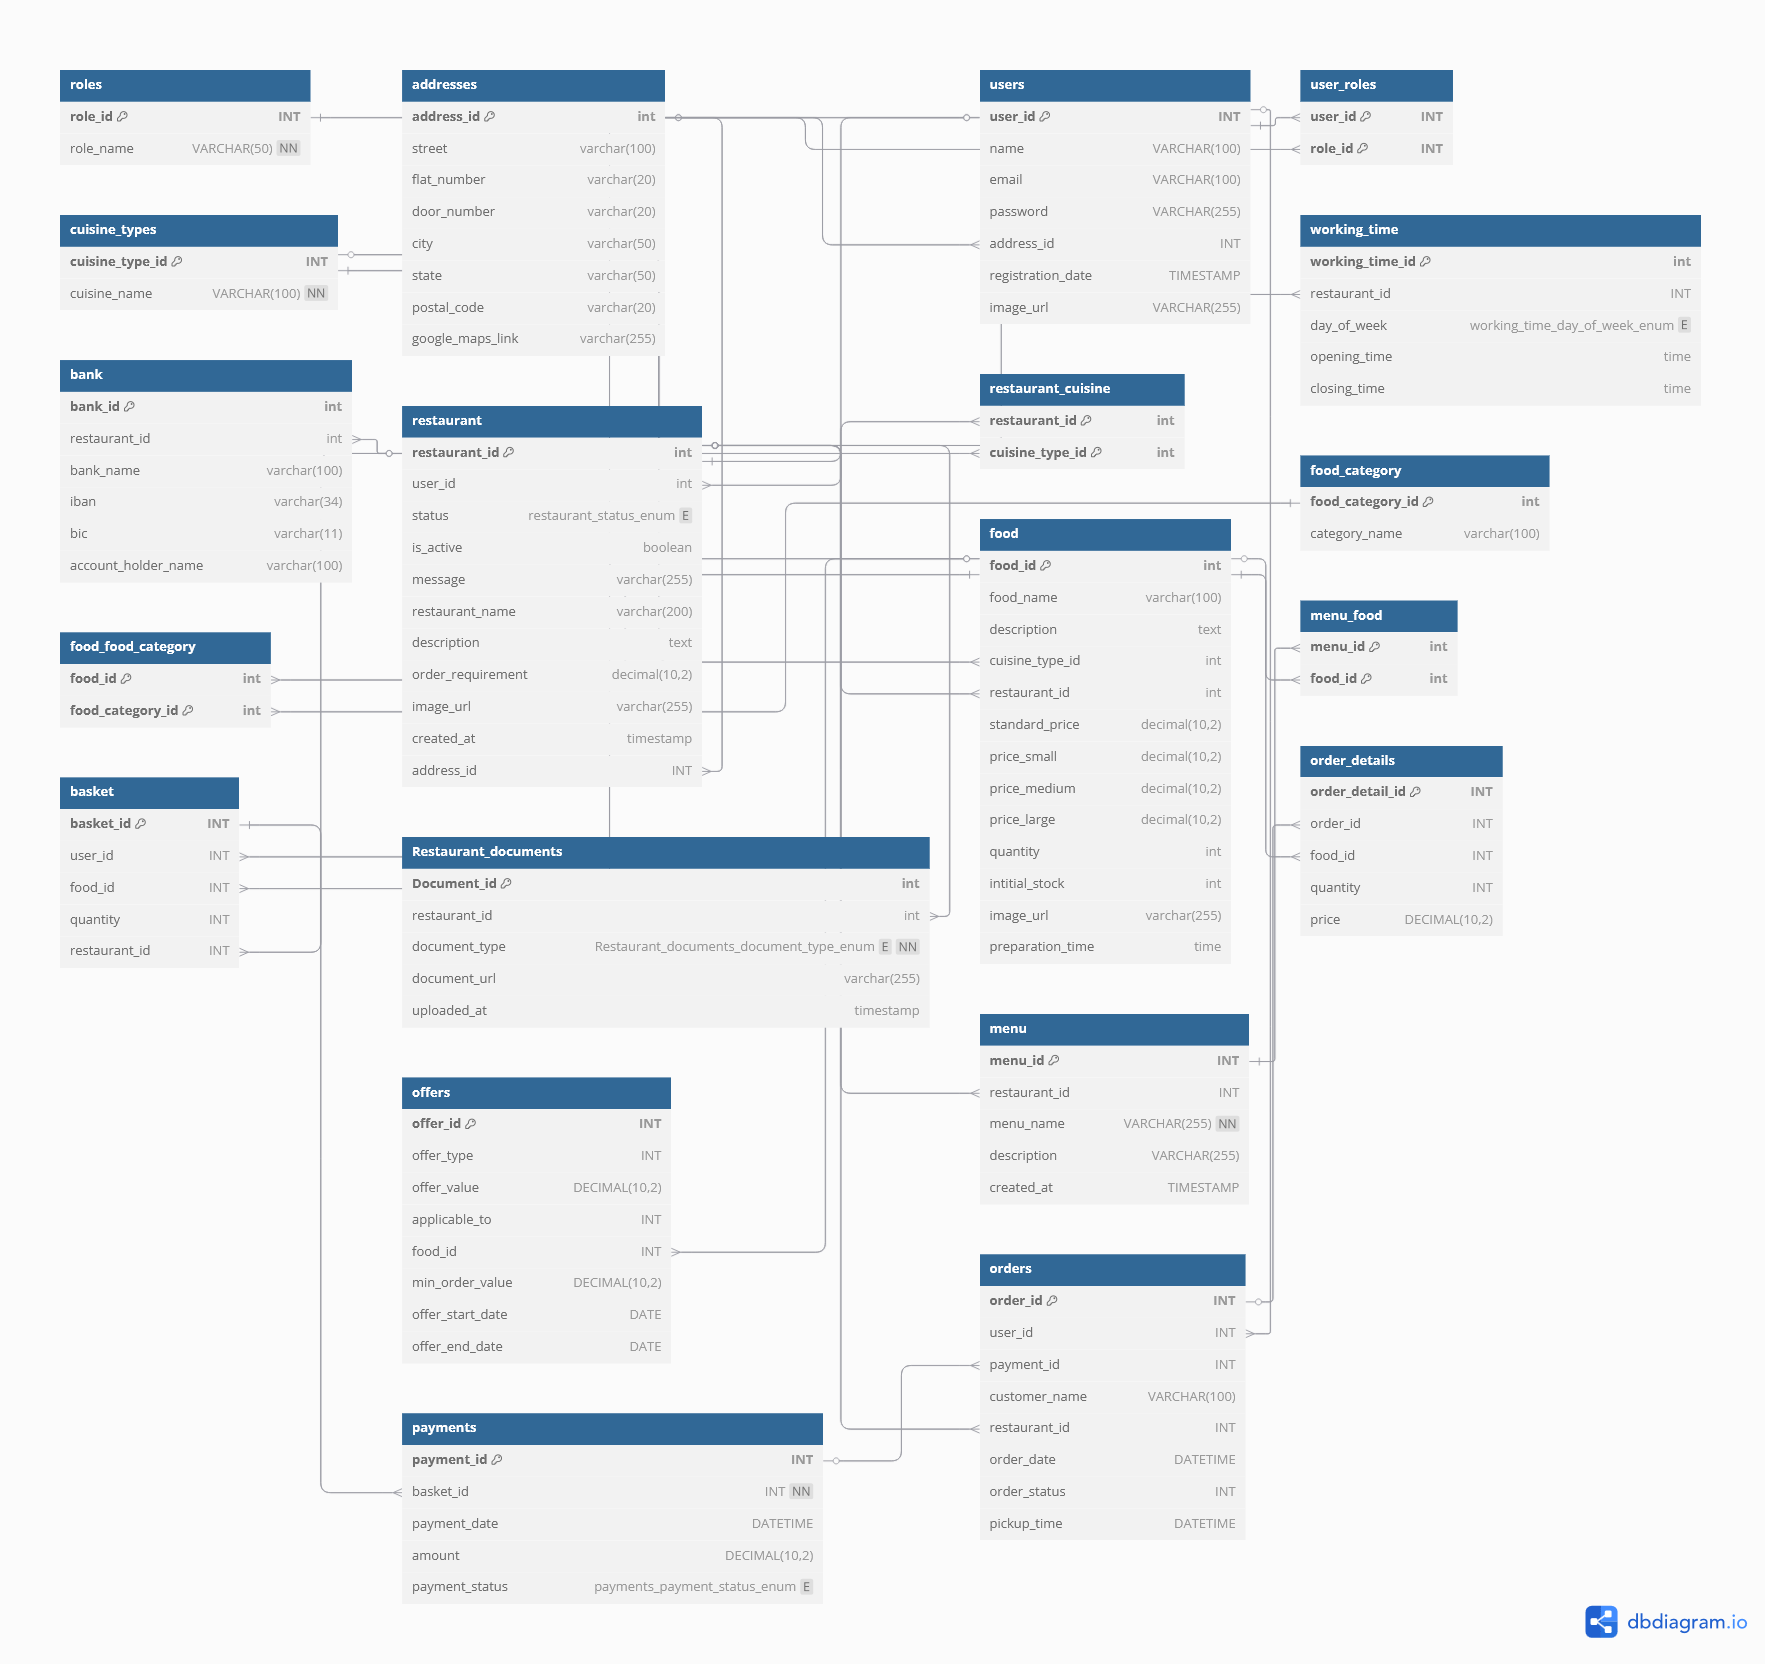 roles
role_id INT
role_name VARCHAR(50) NN
cuisine_types
cuisine_type_id INT
cuisine_name VARCHAR(100) NN
bank
bank_id int
restaurant_id int
bank_name varchar(100)
iban varchar(34)
bic varchar(11)
account_holder_name varchar(100)
food_food_category
food_id int
food_category_id int
basket
basket_id INT
user_id INT
food_id INT
quantity INT
restaurant_id INT
addresses
address_id int
street varchar(100)
flat_number varchar(20)
door_number varchar(20)
city varchar(50)
state varchar(50)
postal_code varchar(20)
google_maps_link varchar(255)
restaurant
restaurant_id int
user_id int
status restaurant_status_enum E
is_active boolean
message varchar(255)
restaurant_name varchar(200)
description text
order_requirement decimal(10,2)
image_url varchar(255)
created_at timestamp
address_id INT
Restaurant_documents
Document_id int
restaurant_id int
document_type Restaurant_documents_document_type_enum E NN
document_url varchar(255)
uploaded_at timestamp
offers
offer_id INT
offer_type INT
offer_value DECIMAL(10,2)
applicable_to INT
food_id INT
min_order_value DECIMAL(10,2)
offer_start_date DATE
offer_end_date DATE
payments
payment_id INT
basket_id INT NN
payment_date DATETIME
amount DECIMAL(10,2)
payment_status payments_payment_status_enum E
users
user_id INT
name VARCHAR(100)
email VARCHAR(100)
password VARCHAR(255)
address_id INT
registration_date TIMESTAMP
image_url VARCHAR(255)
restaurant_cuisine
restaurant_id int
cuisine_type_id int
food
food_id int
food_name varchar(100)
description text
cuisine_type_id int
restaurant_id int
standard_price decimal(10,2)
price_small decimal(10,2)
price_medium decimal(10,2)
price_large decimal(10,2)
quantity int
intitial_stock int
image_url varchar(255)
preparation_time time
menu
menu_id INT
restaurant_id INT
menu_name VARCHAR(255) NN
description VARCHAR(255)
created_at TIMESTAMP
orders
order_id INT
user_id INT
payment_id INT
customer_name VARCHAR(100)
restaurant_id INT
order_date DATETIME
order_status INT
pickup_time DATETIME
user_roles
user_id INT
role_id INT
working_time
working_time_id int
restaurant_id INT
day_of_week working_time_day_of_week_enum E
opening_time time
closing_time time
food_category
food_category_id int
category_name varchar(100)
menu_food
menu_id int
food_id int
order_details
order_detail_id INT
order_id INT
food_id INT
quantity INT
price DECIMAL(10,2)
dbdiagram.io